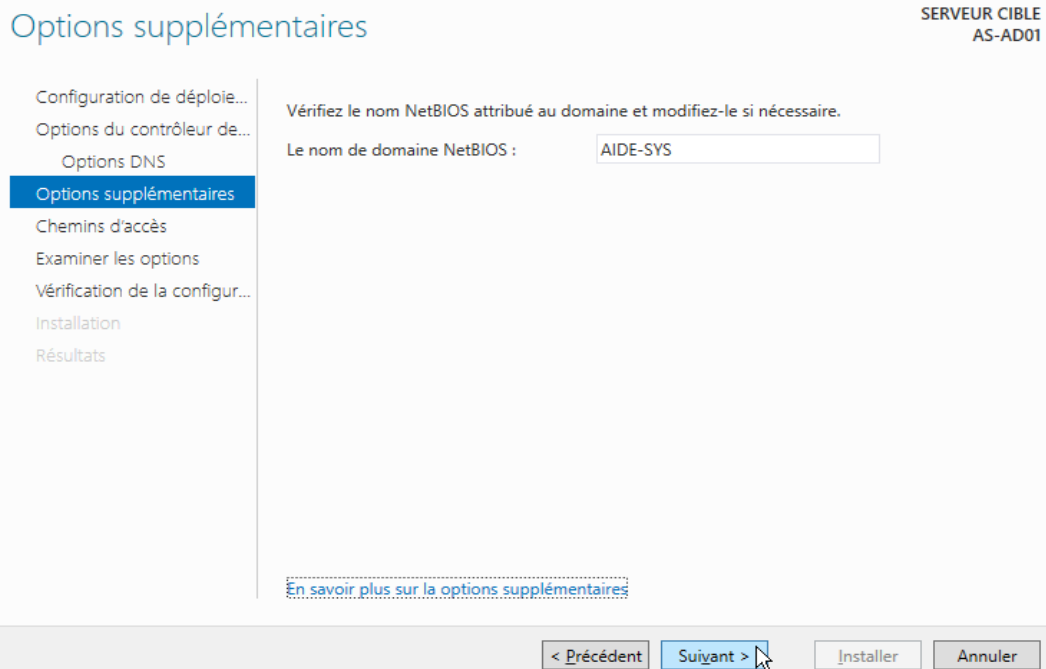 Options supplémentaires
SERVEUR CIBLE
AS-AD01
Configuration de déploie...
Options du contrôleur de...
Options DNS
Options supplémentaires
Chemins d'accès
Examiner les options
Vérification de la configur...
Installation
Résultats
Vérifiez le nom NetBIOS attribué au domaine et modifiez-le si nécessaire.
Le nom de domaine NetBIOS : AIDE-SYS
En savoir plus sur la options supplémentaires
< Précédent Suivant > Installer Annuler